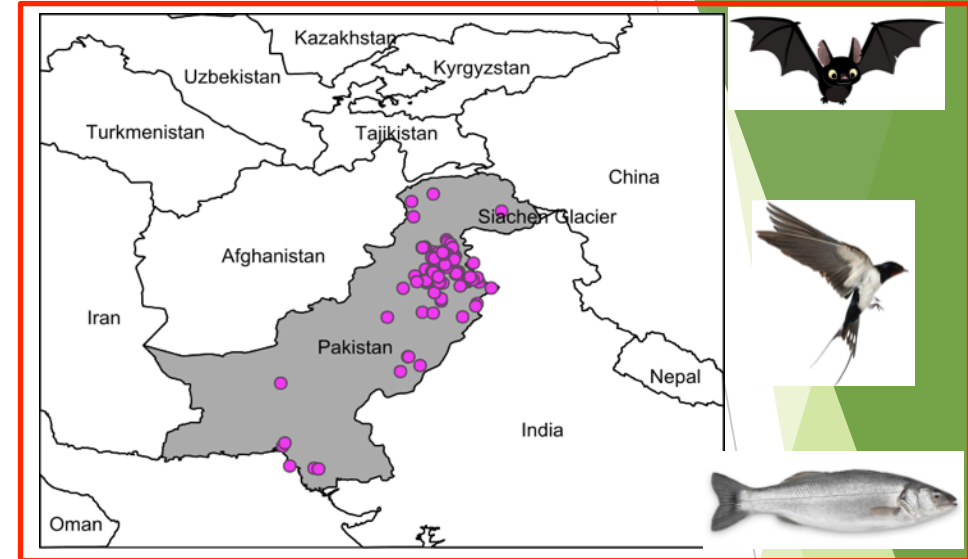 Kazakhstan
Kyrgyzstan
Uzbekistan
Turkmenistan
Tajikistan
China
Siachen Glacier
Afghanistan
Iran
Pakistan
Nepal
India
Oman